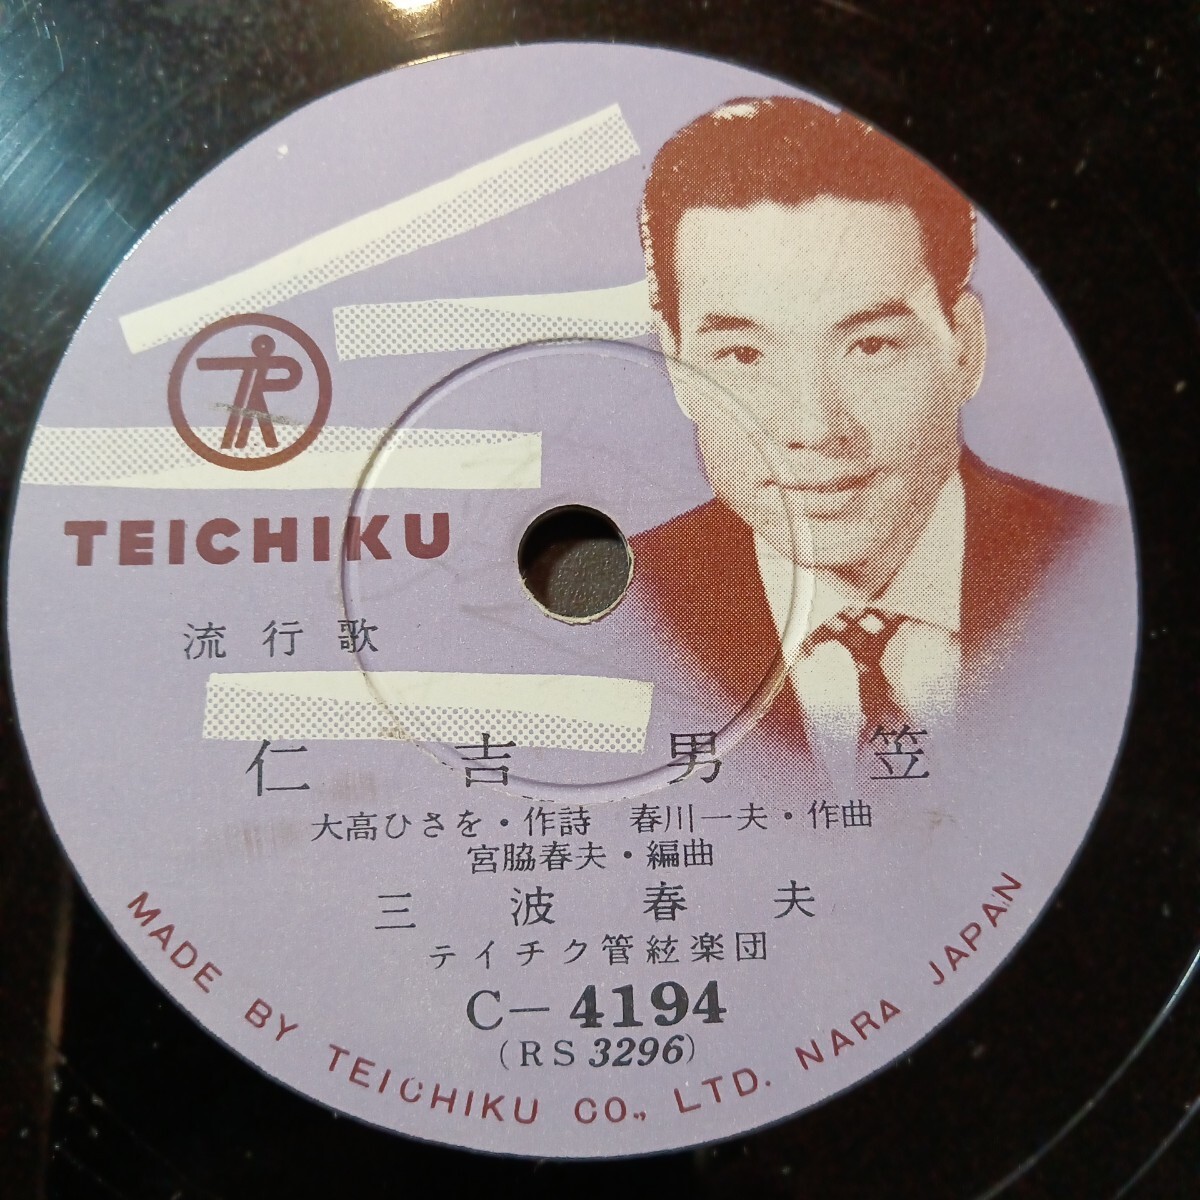 TEICHIKU
流行歌
仁吉男笠
大高ひさを・作詩 春川一夫・作曲
宮脇春夫・編曲
三波春夫
テイチク管絃楽団
C-4194
(RS 3296)
MADE BY TEICHIKU CO., LTD. NARA JAPAN